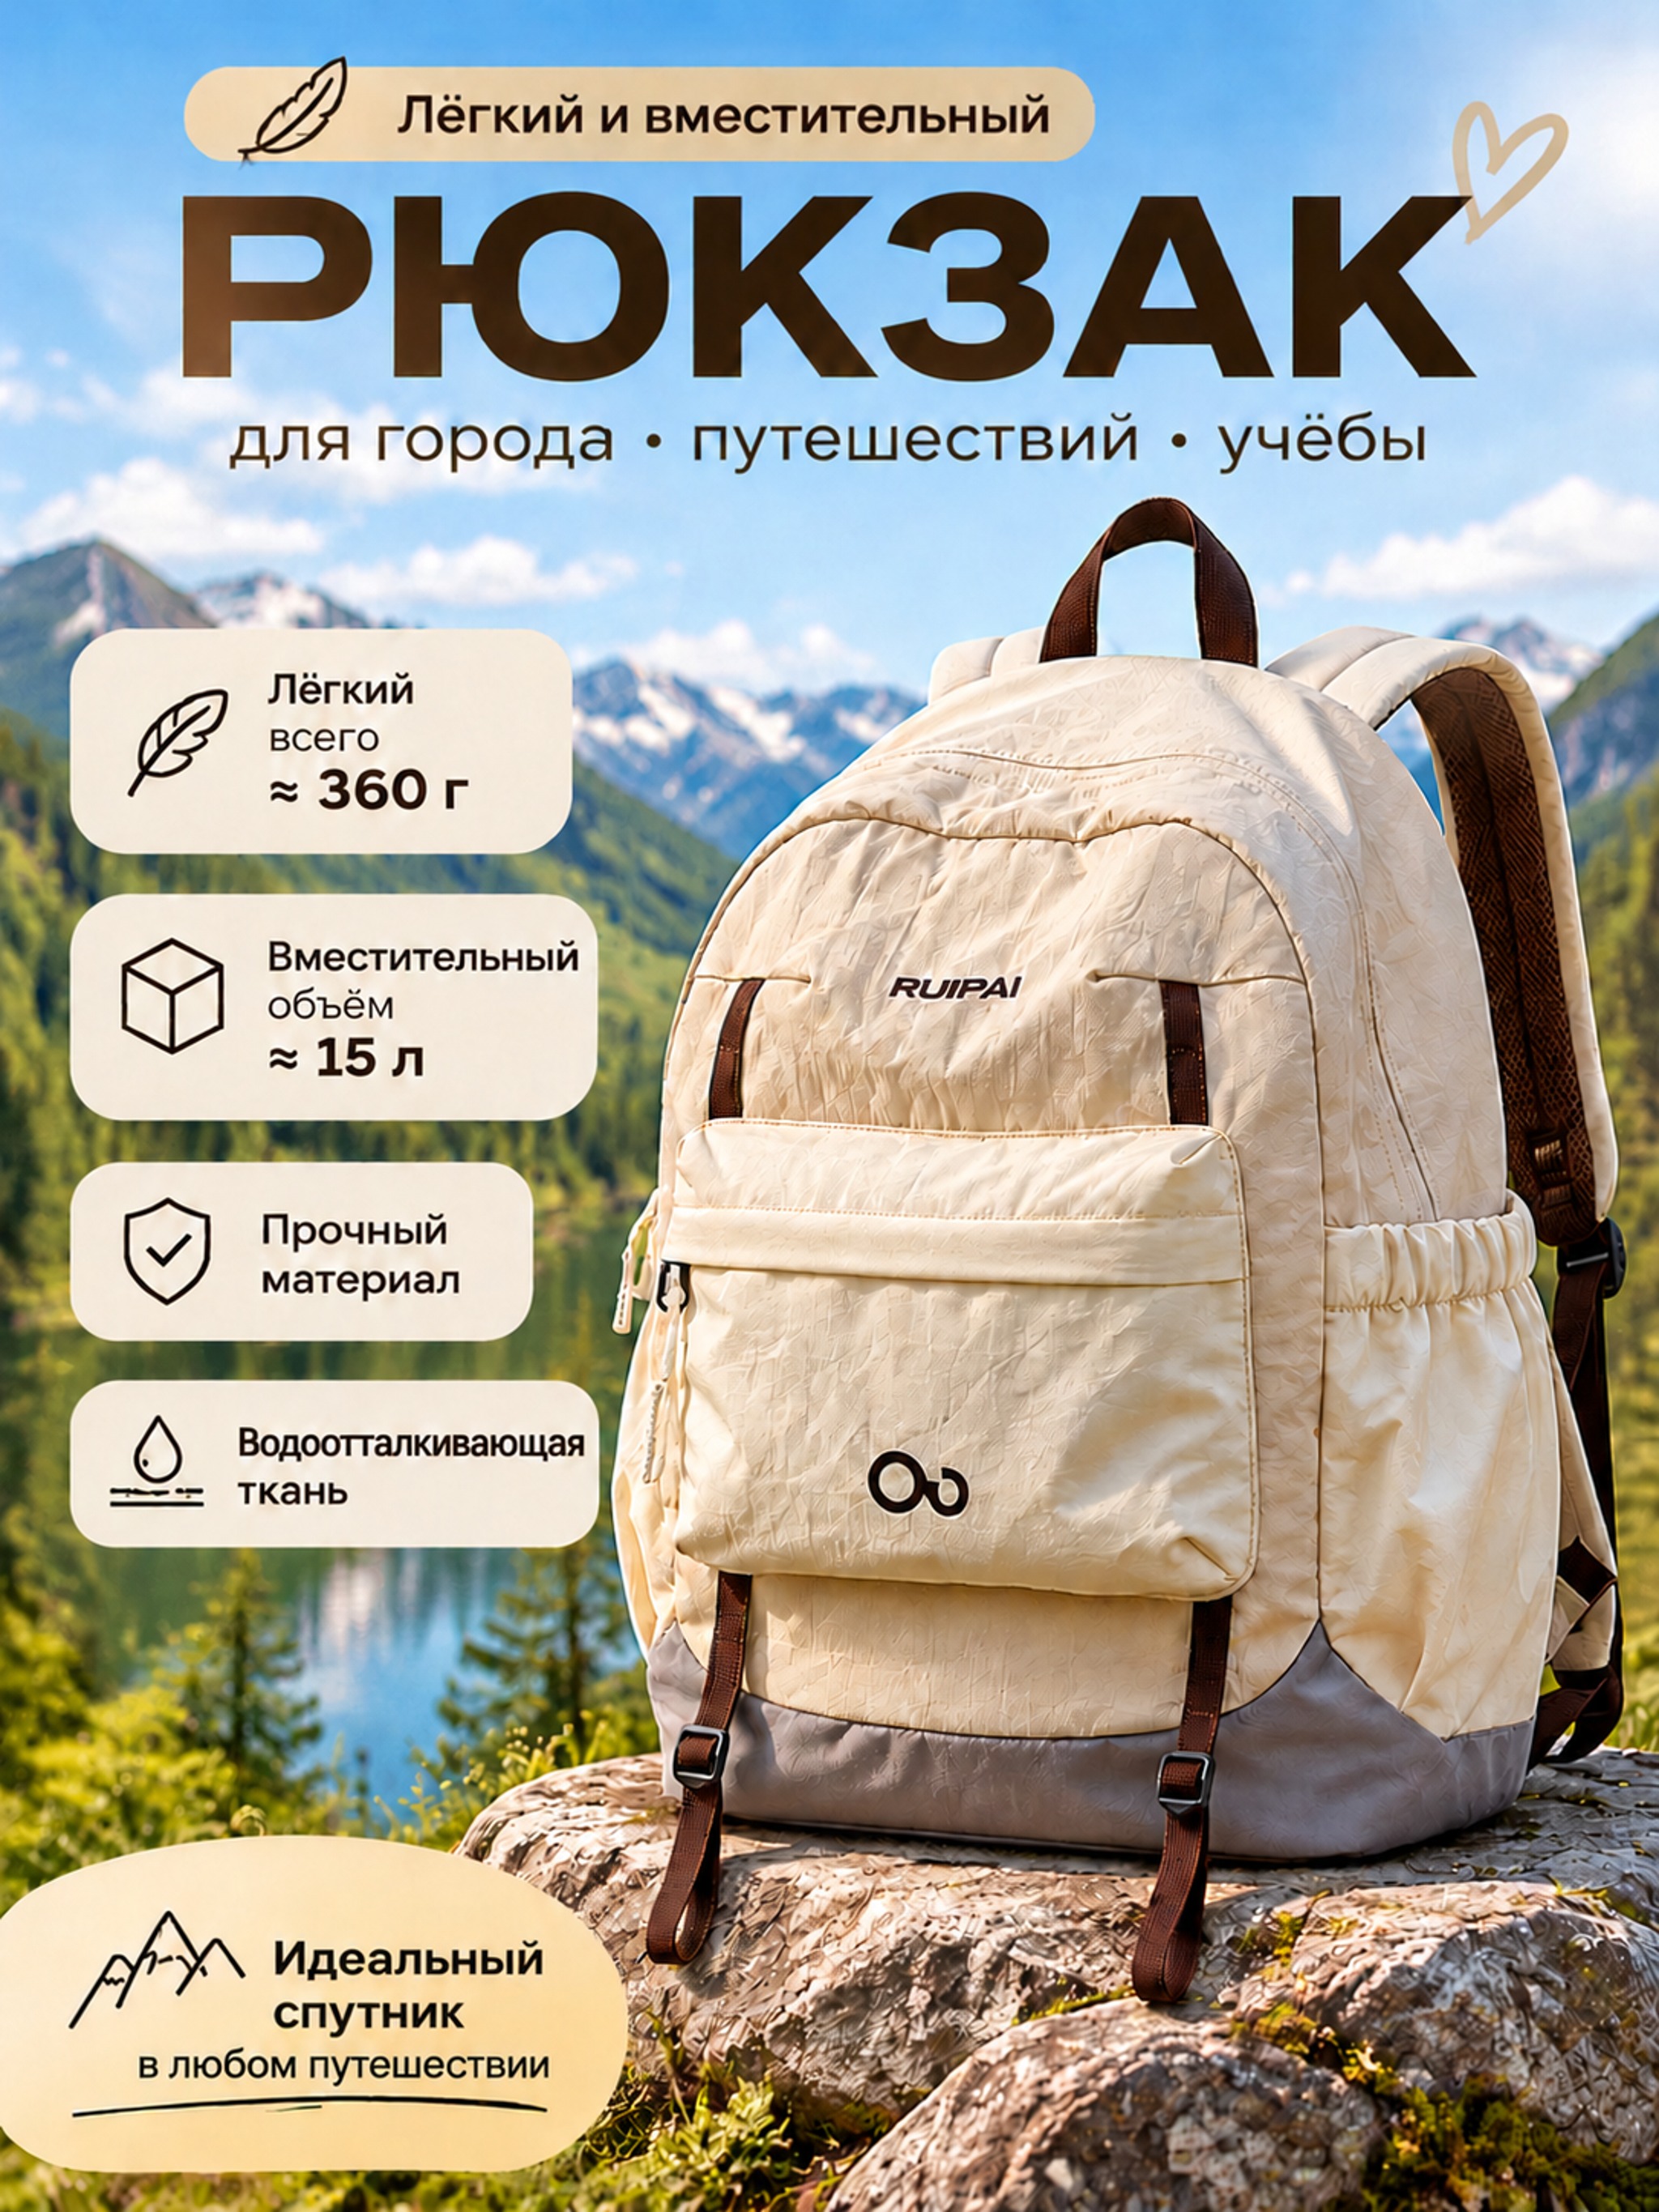 Лёгкий и вместительный
РЮКЗАК
для города • путешествий • учёбы
Лёгкий
всего
≈ 360 г
Вместительный
объём
≈ 15 л
Прочный
материал
Водоотталкивающая
ткань
RUIPAI
Идеальный
спутник
в любом путешествии